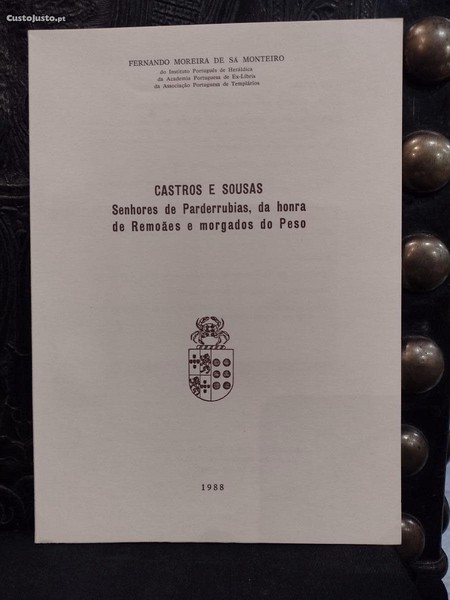 CustoJusto.pt
FERNANDO MOREIRA DE SA MONTEIRO
do Instituto Português de Heráldica
da Academia Portuguesa de Ex-Libris
da Associação Portuguesa de Templários
CASTROS E SOUSAS
Senhores de Parderrubias, da honra
de Remoães e morgados do Peso
1988